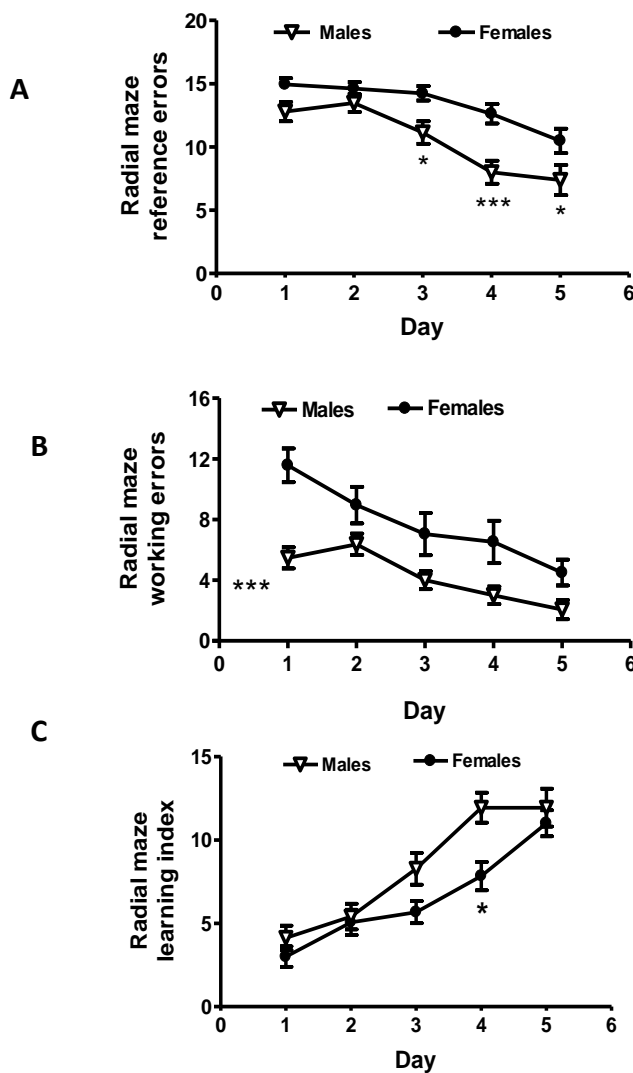 A
Males Females
Radial maze
reference errors
20
15
10
5
0
* *** *
0 1 2 3 4 5 6
Day
B
Males Females
Radial maze
working errors
16
12
8
4
0
***
0 1 2 3 4 5 6
Day
C
Males Females
Radial maze
learning index
15
10
5
0
*
0 1 2 3 4 5 6
Day